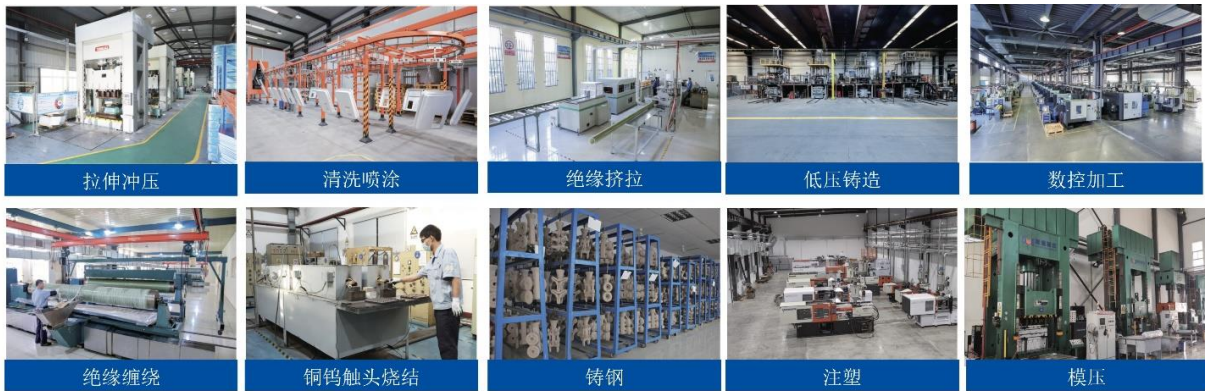 拉伸冲压
清洗喷涂
绝缘挤拉
低压铸造
数控加工
绝缘缠绕
铜钨触头烧结
铸钢
注塑
模压